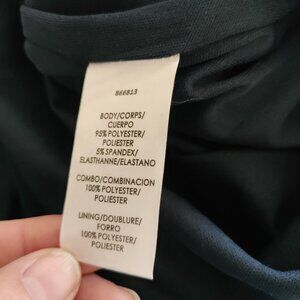 866813
BODY/CORPS/
CUERPO
95% POLYESTER/
POLIESTER
5% SPANDEX/
ELASTHANNE/ELASTANO
COMBO/COMBINACION
100% POLYESTER/
POLIESTER
LINING/DOUBLURE/
FORRO
100% POLYESTER/
POLIESTER